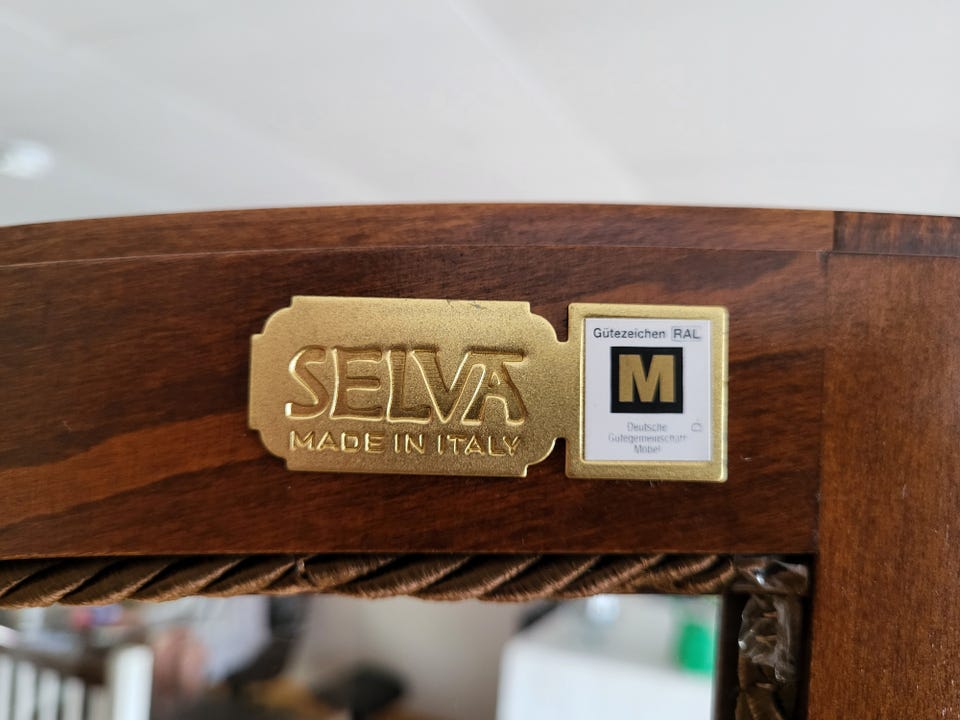 SELVA
MADE IN ITALY
Gütezeichen RAL
M
Deutsche
Gütegemeinschaft
Möbel